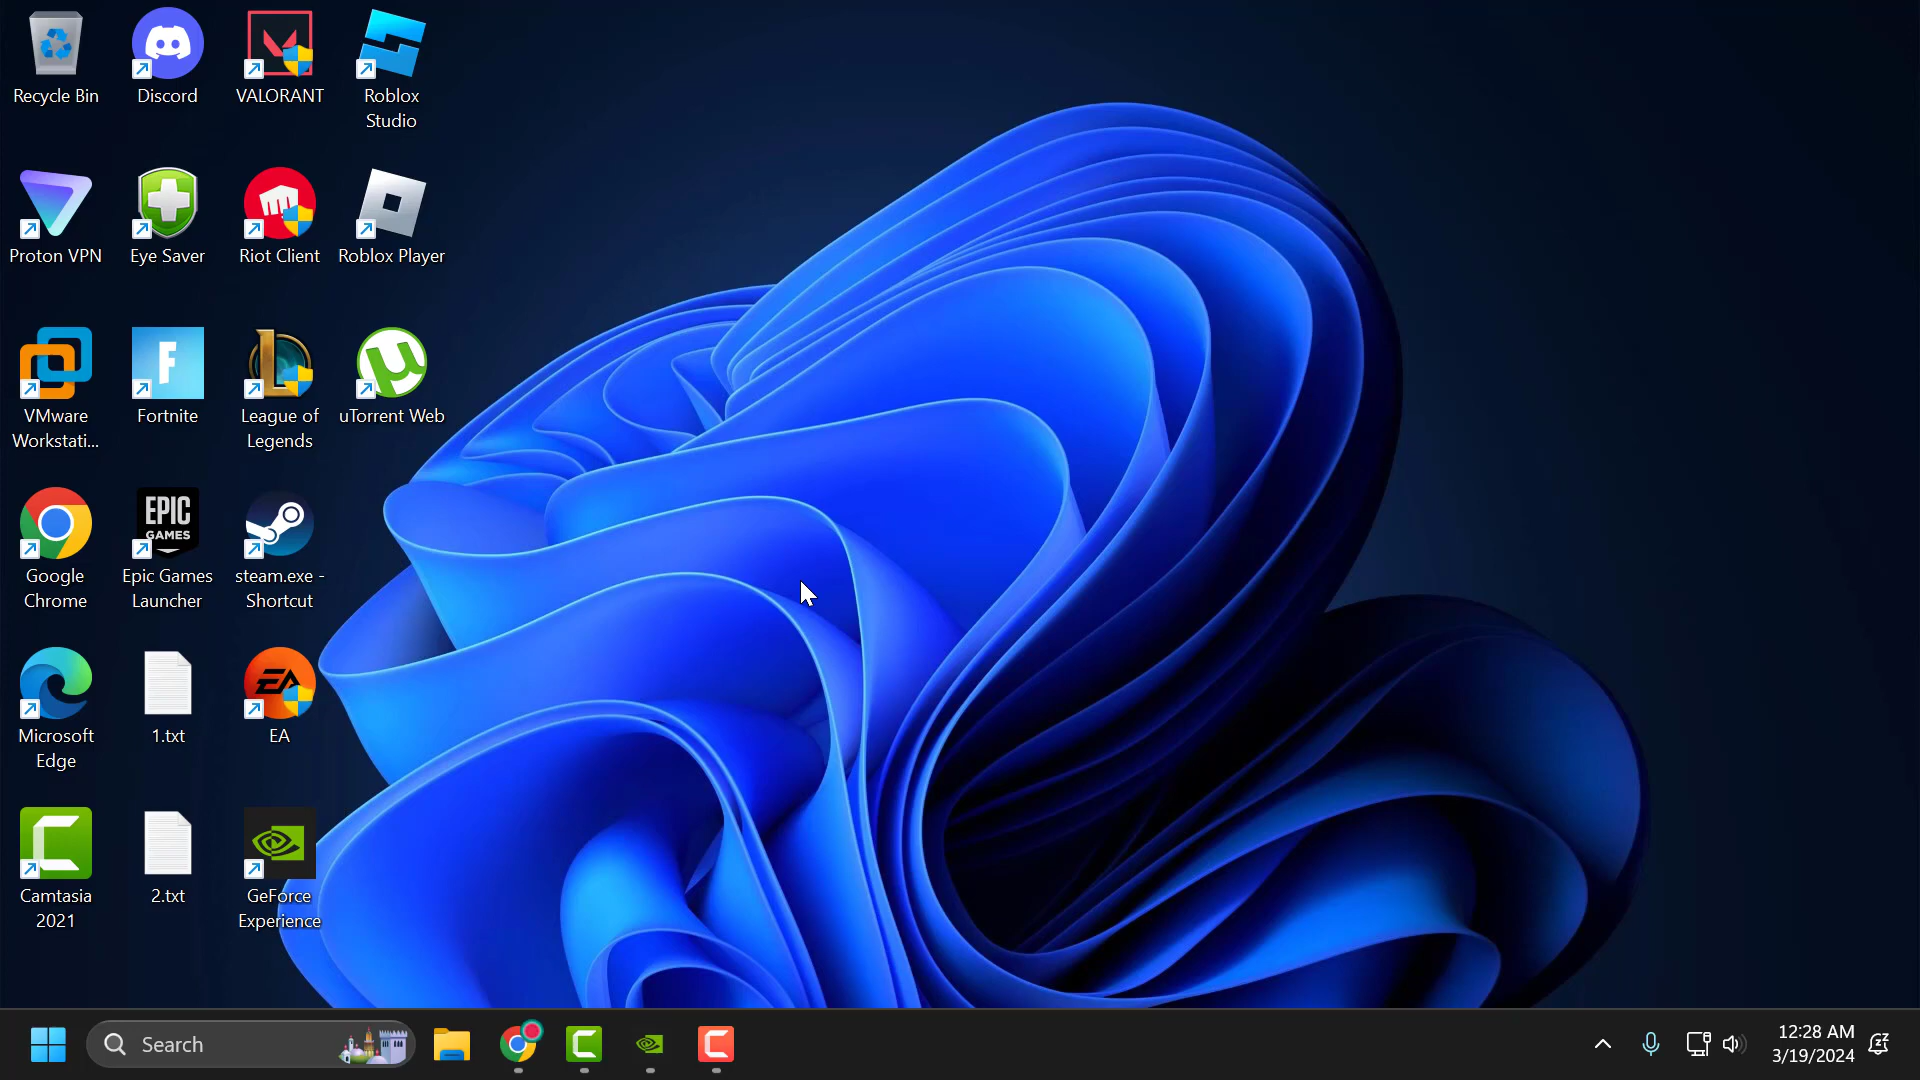 Recycle Bin
Discord
VALORANT
Roblox
Studio
Proton VPN
Eye Saver
Riot Client
Roblox Player
VMware
Workstati...
Fortnite
League of
Legends
uTorrent Web
EPIC
GAMES
Google
Chrome
Epic Games
Launcher
steam.exe -
Shortcut
Microsoft
Edge
1.txt
EA
Camtasia
2021
2.txt
GeForce
Experience
Search
12:28 AM
3/19/2024